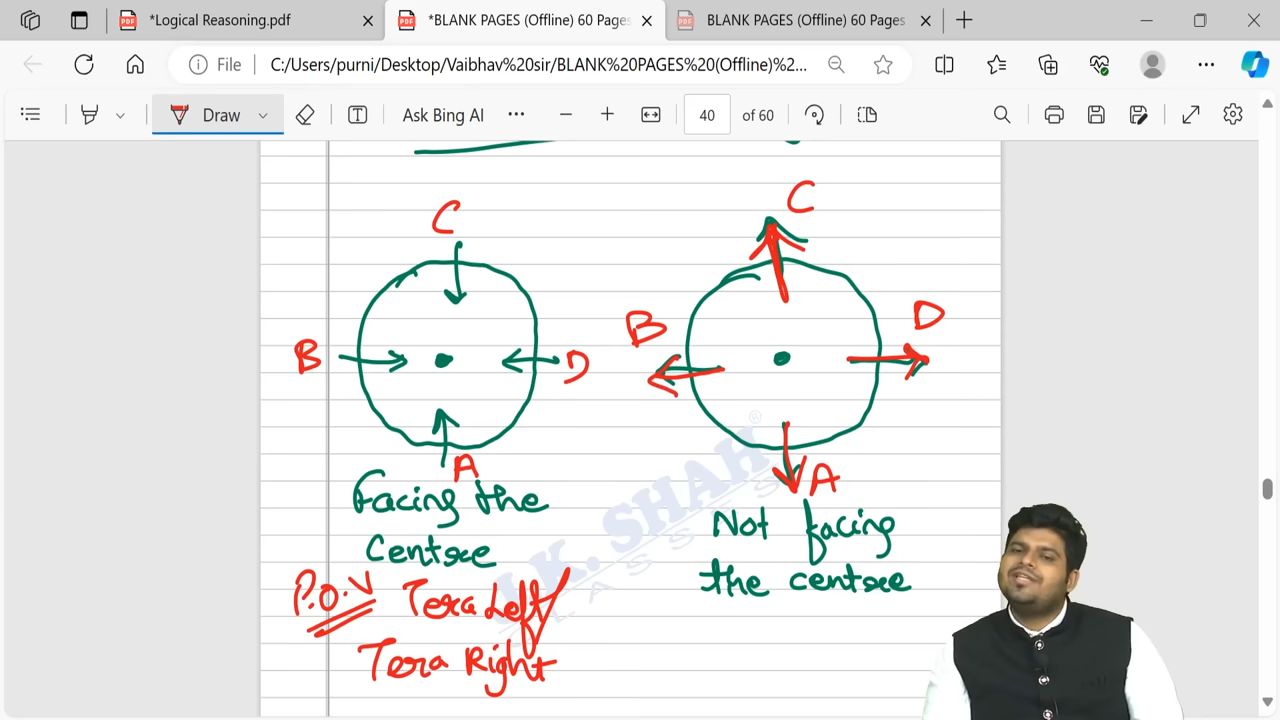 *Logical Reasoning.pdf
*BLANK PAGES (Offline) 60 Pages
BLANK PAGES (Offline) 60 Pages
File
C:/Users/purni/Desktop/Vaibhav%20sir/BLANK%20PAGES%20(Offline)%2...
Draw
Ask Bing AI
40
of 60
C
B
D
A
Facing the
Centre
P.O.V Tera Left
Tera Right
C
B
D
A
Not facing
the centre
J.K. SHAH®
CLASSES